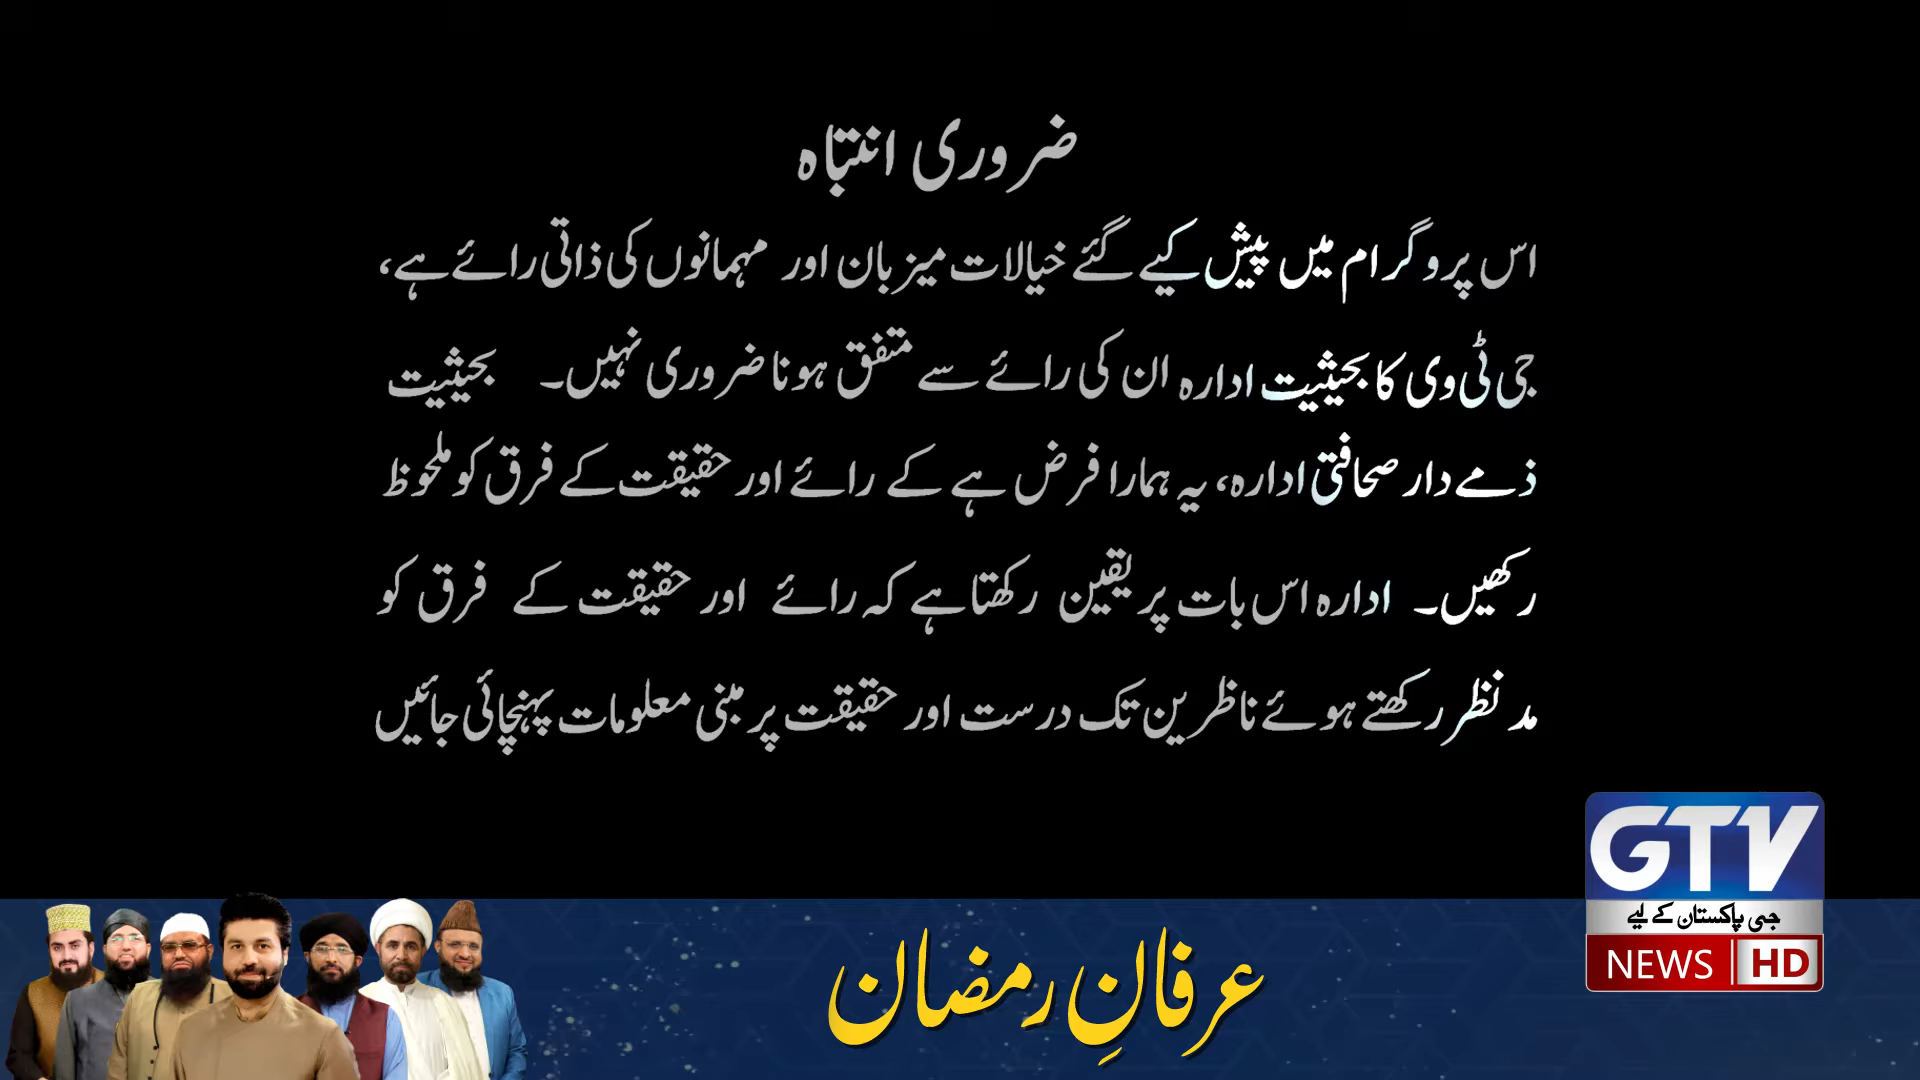 ضروری انتباہ
اس پروگرام میں پیش کیے گئے خیالات میزبان اور مہمانوں کی ذاتی رائے ہے،
جی ٹی وی کا بحیثیت ادارہ ان کی رائے سے متفق ہونا ضروری نہیں۔ بحیثیت
ذمے دار صحافتی ادارہ، یہ ہمارا فرض ہے کے رائے اور حقیقت کے فرق کو ملحوظ
رکھیں۔ ادارہ اس بات پر یقین رکھتا ہے کہ رائے اور حقیقت کے فرق کو
مد نظر رکھتے ہوئے ناظرین تک درست اور حقیقت پر مبنی معلومات پہنچائی جائیں
GTV
جی پاکستان کے لیے
NEWS HD
عرفانِ رمضان